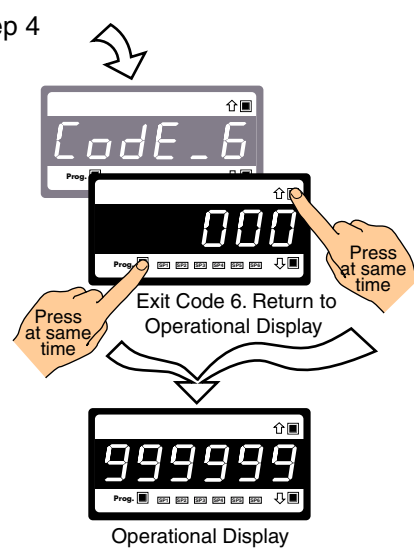 ep 4
CodE_6
Prog.
000
Prog. SP1 SP2 SP3 SP4 SP5 SP6
Press
at same
time
Press
at same
time
Exit Code 6. Return to
Operational Display
999999
Prog. SP1 SP2 SP3 SP4 SP5 SP6
Operational Display